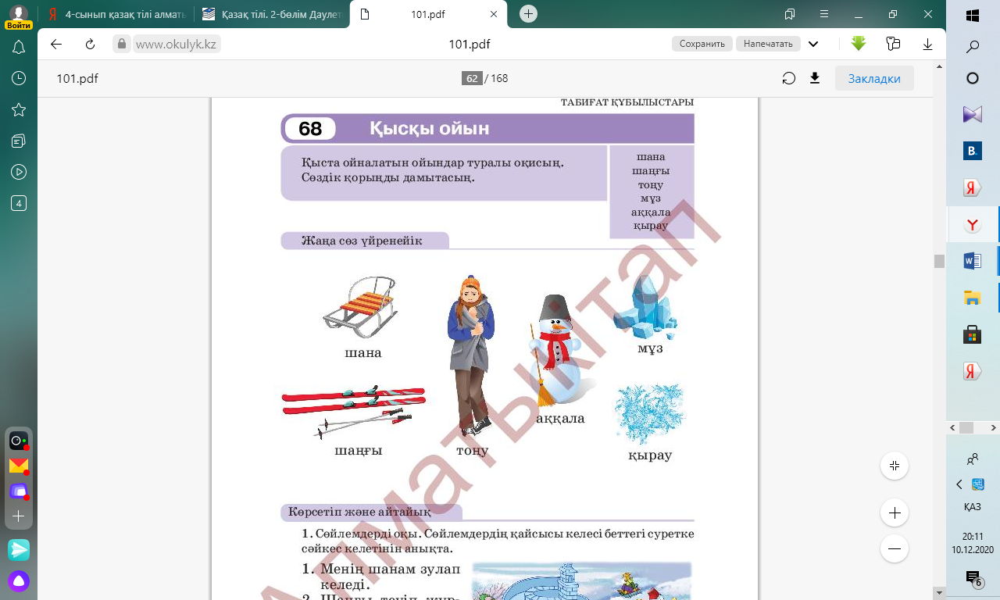 Войти
4-сынып қазақ тілі алматы
Қазақ тілі. 2-бөлім Даулет
101.pdf
www.okulyk.kz
101.pdf
Сохранить
Напечатать
101.pdf
62 / 168
Закладки
ТАБИҒАТ ҚҰБЫЛЫСТАРЫ
68 Қысқы ойын
Қыста ойналатын ойындар туралы оқисың.
Сөздік қорыңды дамытасың.
шана
шаңғы
тоңу
мұз
аққала
қырау
Жаңа сөз үйренейік
шана
мұз
аққала
шаңғы
тоңу
қырау
Көрсетіп және айтайық
1. Сөйлемдерді оқы. Сөйлемдердің қайсысы келесі беттегі суретке
сәйкес келетінін анықта.
1. Менің шанам зулап
келеді.
2. Шаңғы теуіп жүр-
АЛМАТЫКІТАП
4
B.
Я
Y
W
Я
ҚАЗ
20:11
10.12.2020
6